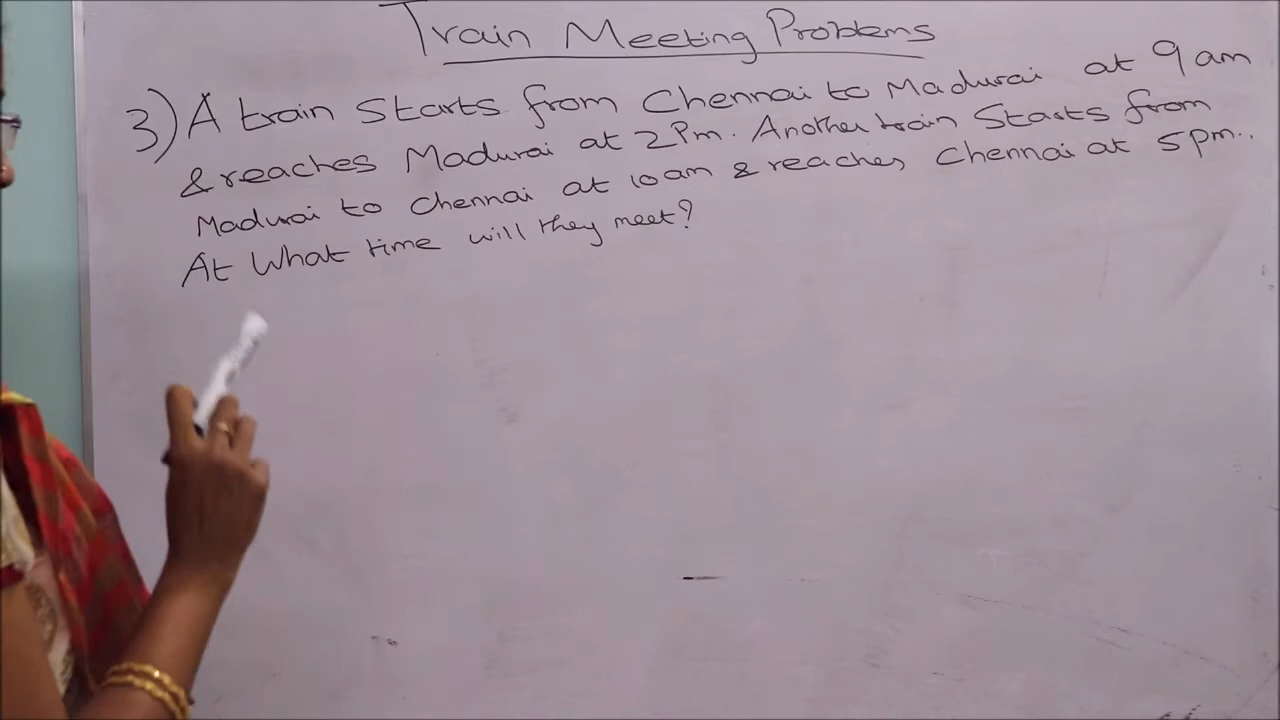 Train Meeting Problems
3) A train starts from Chennai to Madurai at 9am
& reaches Madurai at 2Pm. Another train starts from
Madurai to Chennai at 10am & reaches Chennai at 5pm..
At What time will they meet?